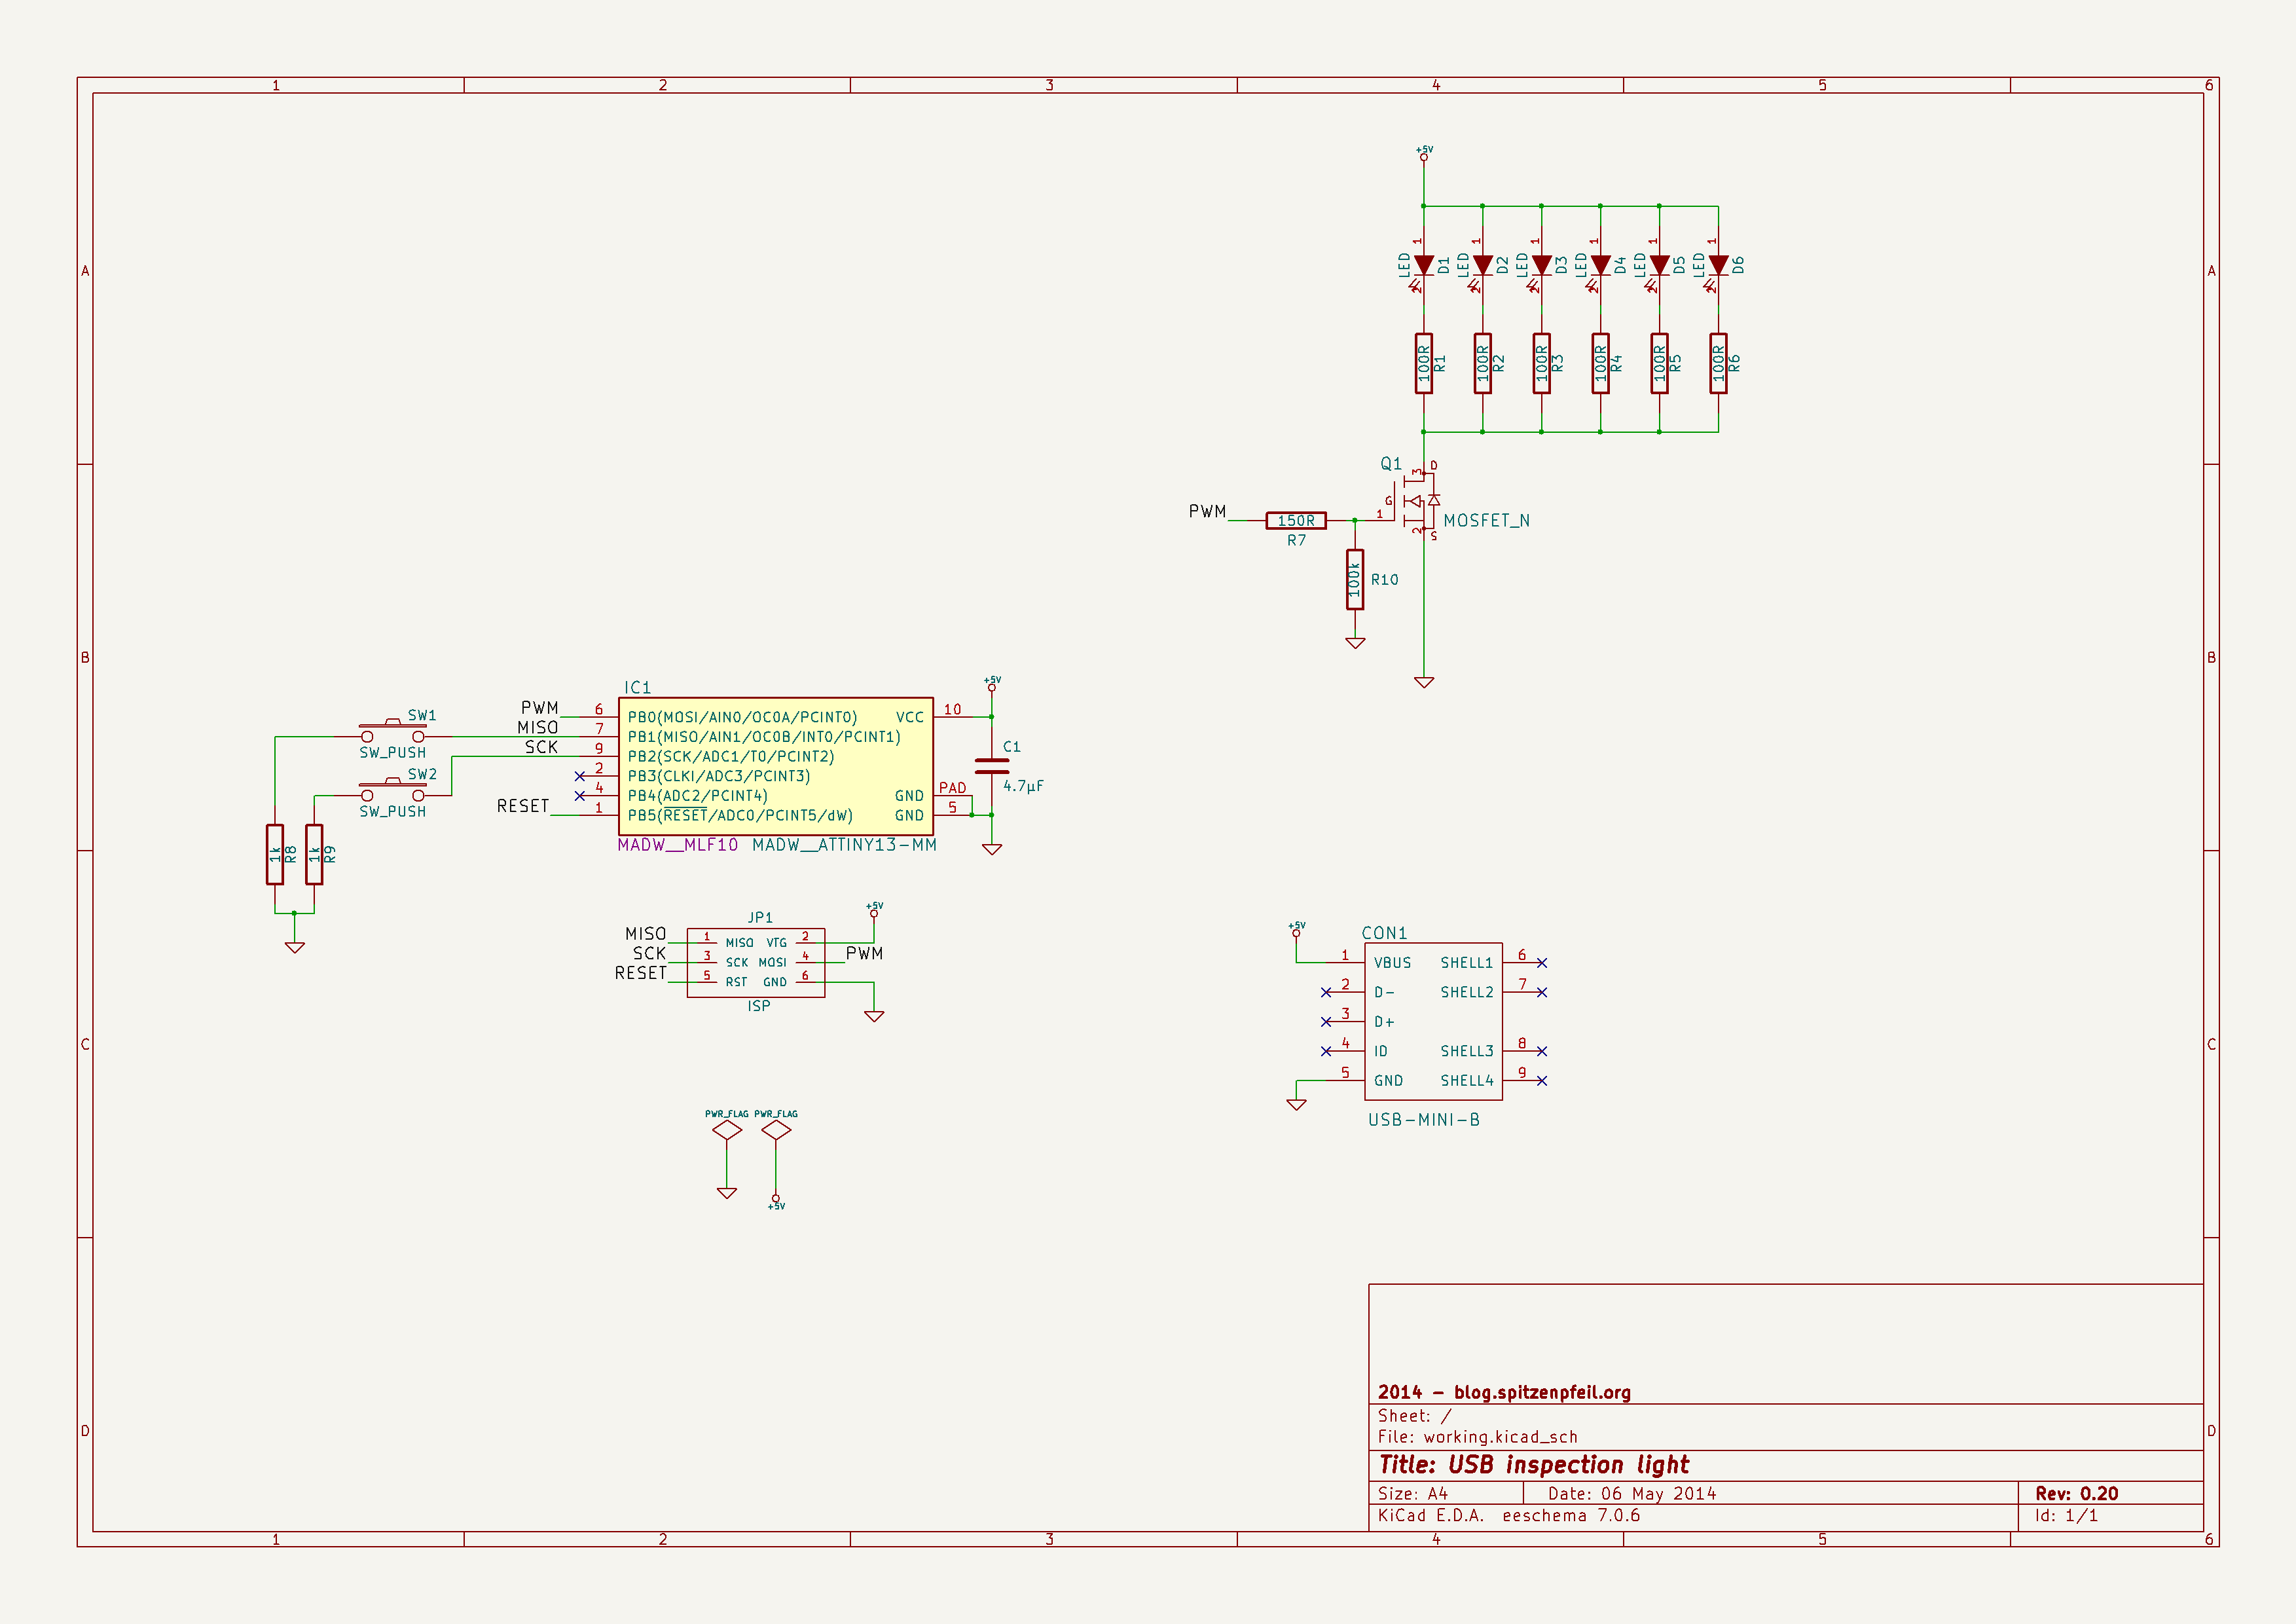 1 2 3 4 5 6
A A
B B
C C
D D
+5V
LED 1 2 D1
LED 1 2 D2
LED 1 2 D3
LED 1 2 D4
LED 1 2 D5
LED 1 2 D6
100R R1
100R R2
100R R3
100R R4
100R R5
100R R6
Q1 3 D
G
PWM 150R 1 MOSFET_N
R7 2 S
100k R10
IC1 +5V
PWM 6 PB0(MOSI/AIN0/OC0A/PCINT0) VCC 10
SW1 MISO 7 PB1(MISO/AIN1/OC0B/INT0/PCINT1)
SW_PUSH SCK 9 PB2(SCK/ADC1/T0/PCINT2) C1
SW2 2 PB3(CLKI/ADC3/PCINT3)
4 PB4(ADC2/PCINT4) GND PAD 4.7µF
SW_PUSH RESET 1 PB5(RESET/ADC0/PCINT5/dW) GND 5
MADW__MLF10 MADW__ATTINY13-MM
1k R8 1k R9
JP1 +5V
MISO 1 MISO VTG 2
SCK 3 SCK MOSI 4 PWM
RESET 5 RST GND 6
ISP
+5V CON1
1 VBUS SHELL1 6
2 D- SHELL2 7
3 D+
4 ID SHELL3 8
5 GND SHELL4 9
USB-MINI-B
PWR_FLAG PWR_FLAG
+5V
2014 - blog.spitzenpfeil.org
Sheet: /
File: working.kicad_sch
Title: USB inspection light
Size: A4 Date: 06 May 2014 Rev: 0.20
KiCad E.D.A. eeschema 7.0.6 Id: 1/1
1 2 3 4 5 6